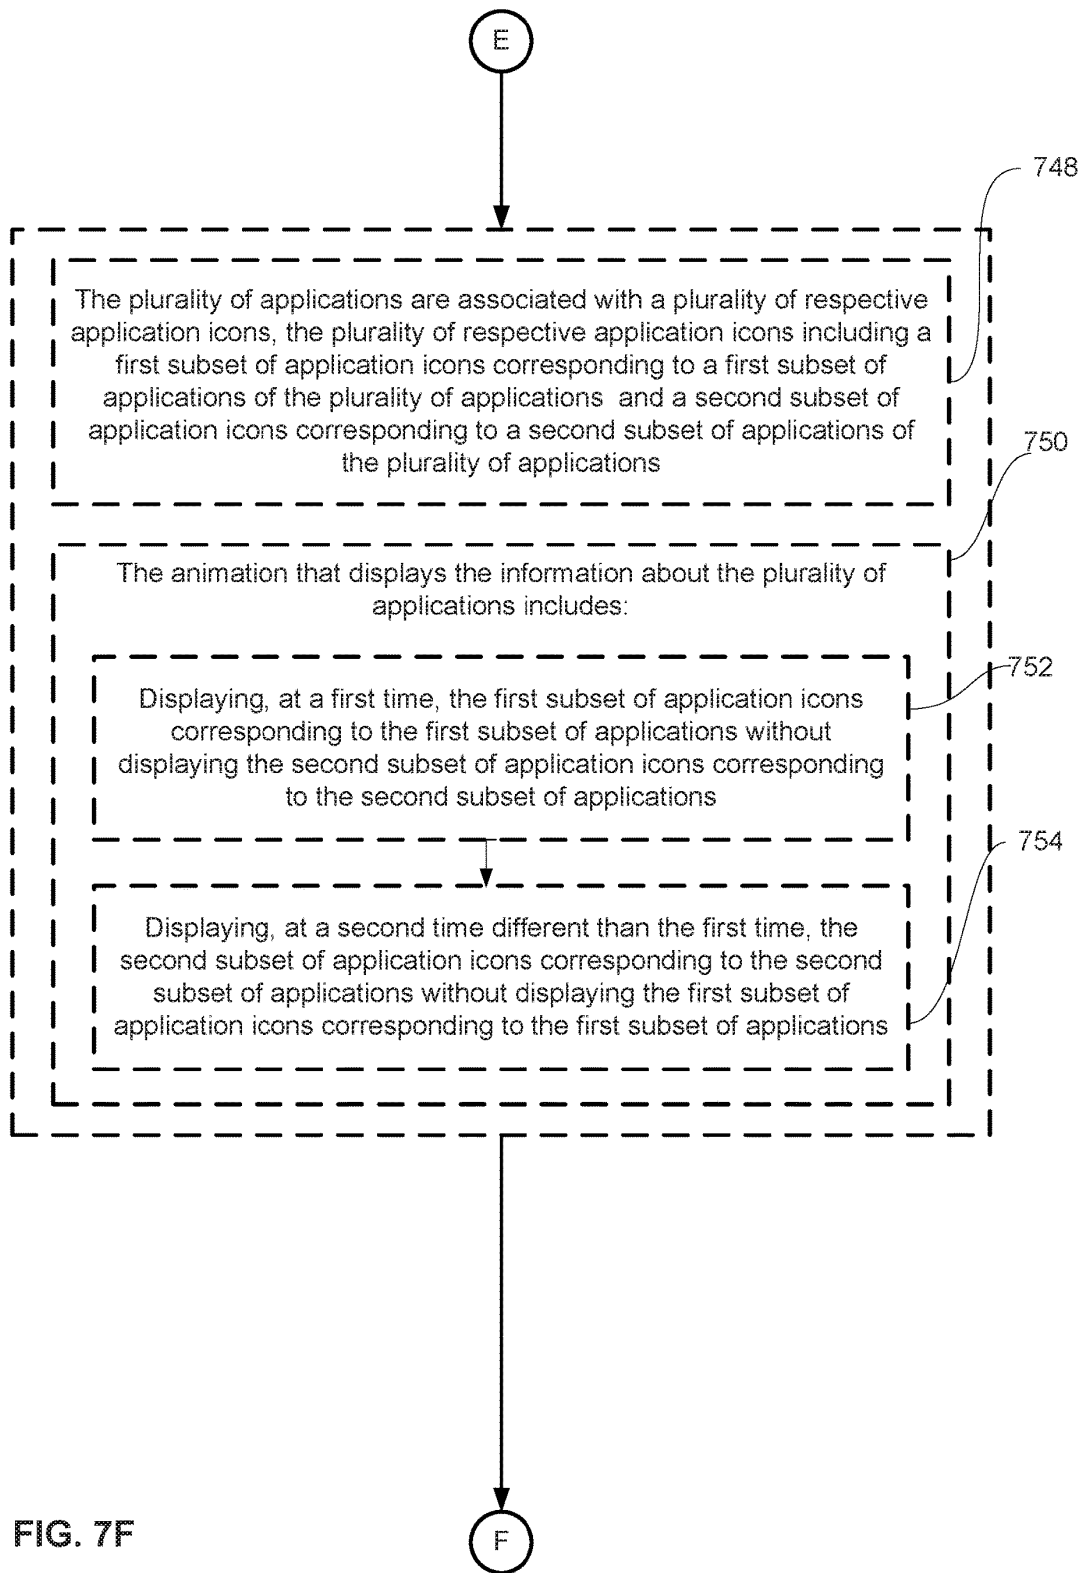 E
748
The plurality of applications are associated with a plurality of respective
application icons, the plurality of respective application icons including a
first subset of application icons corresponding to a first subset of
applications of the plurality of applications and a second subset of
application icons corresponding to a second subset of applications of
the plurality of applications
750
The animation that displays the information about the plurality of
applications includes:
752
Displaying, at a first time, the first subset of application icons
corresponding to the first subset of applications without
displaying the second subset of application icons corresponding
to the second subset of applications
754
Displaying, at a second time different than the first time, the
second subset of application icons corresponding to the second
subset of applications without displaying the first subset of
application icons corresponding to the first subset of applications
FIG. 7F
F